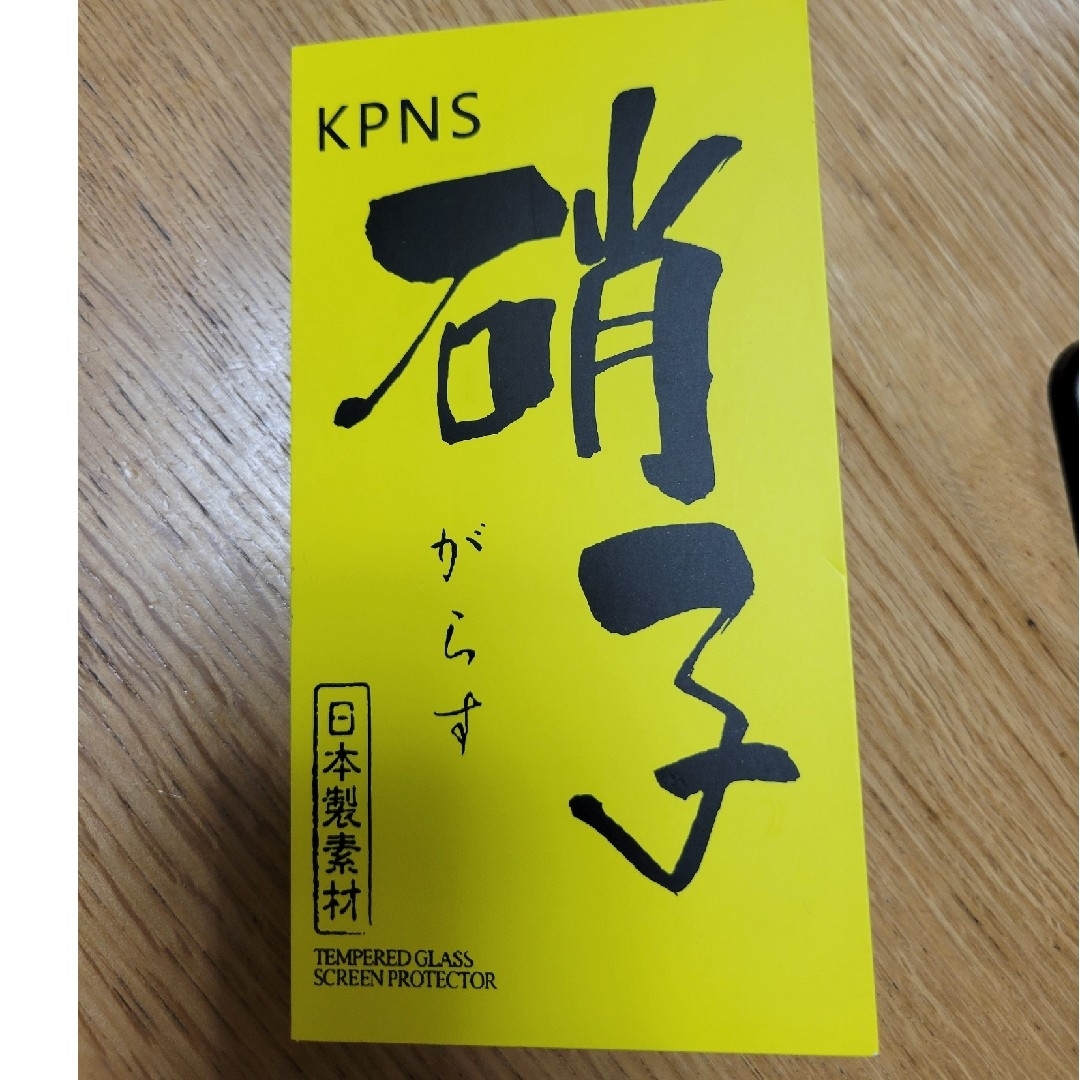 KPNS
硝子
がらす
日本製素材
TEMPERED GLASS
SCREEN PROTECTOR